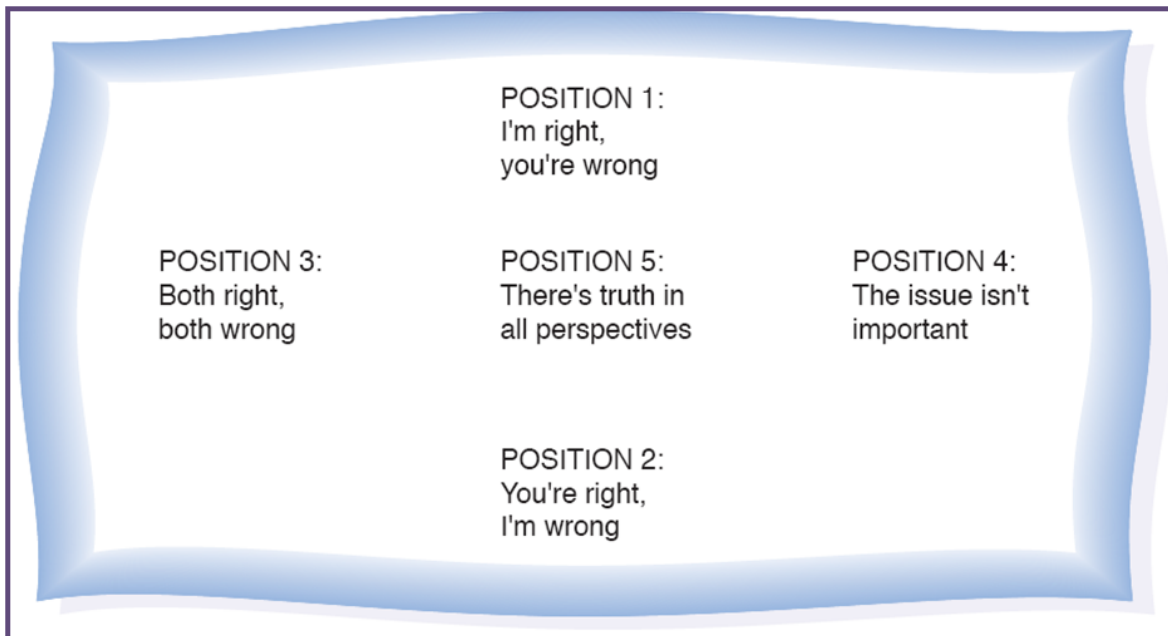 POSITION 1:
I'm right,
you're wrong
POSITION 3:
Both right,
both wrong
POSITION 5:
There's truth in
all perspectives
POSITION 4:
The issue isn't
important
POSITION 2:
You're right,
I'm wrong